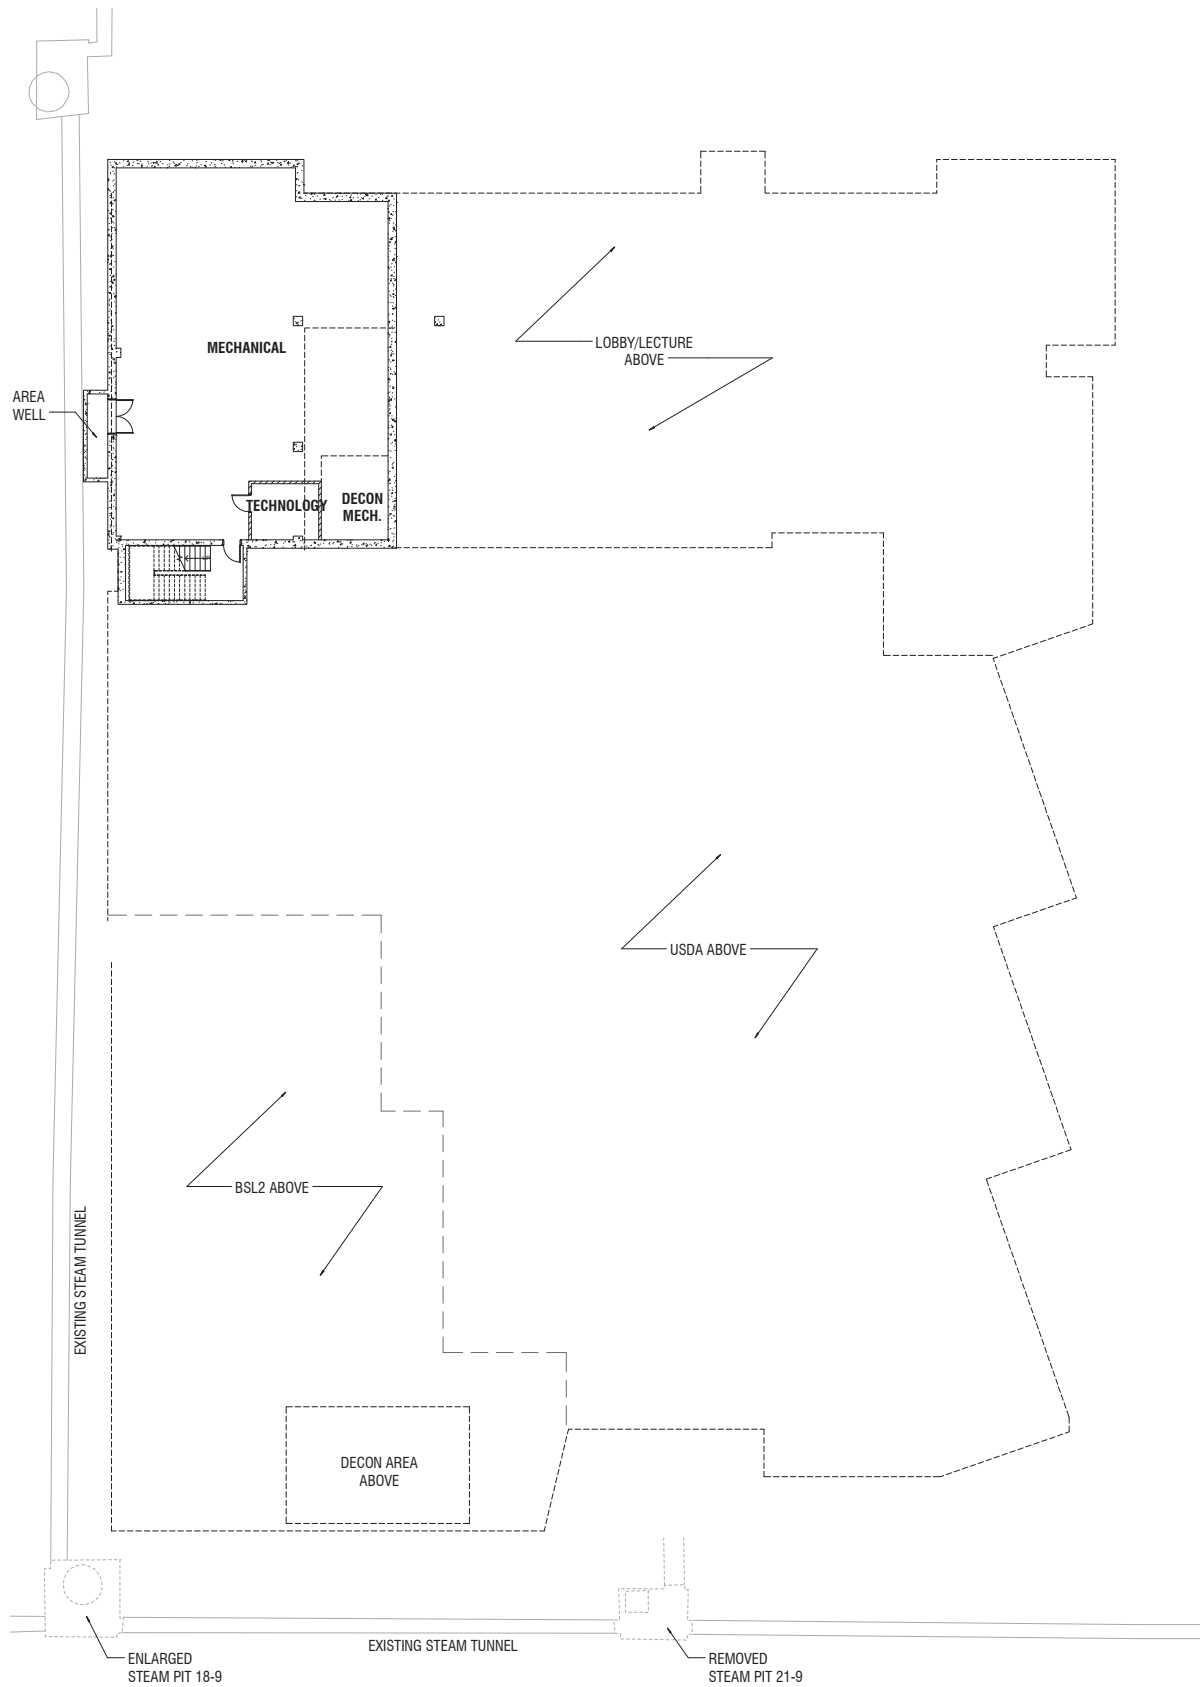 LOBBY/LECTURE
ABOVE
MECHANICAL
AREA
WELL
TECHNOLOGY
DECON
MECH.
USDA ABOVE
BSL2 ABOVE
EXISTING STEAM TUNNEL
DECON AREA
ABOVE
EXISTING STEAM TUNNEL
ENLARGED
STEAM PIT 18-9
REMOVED
STEAM PIT 21-9